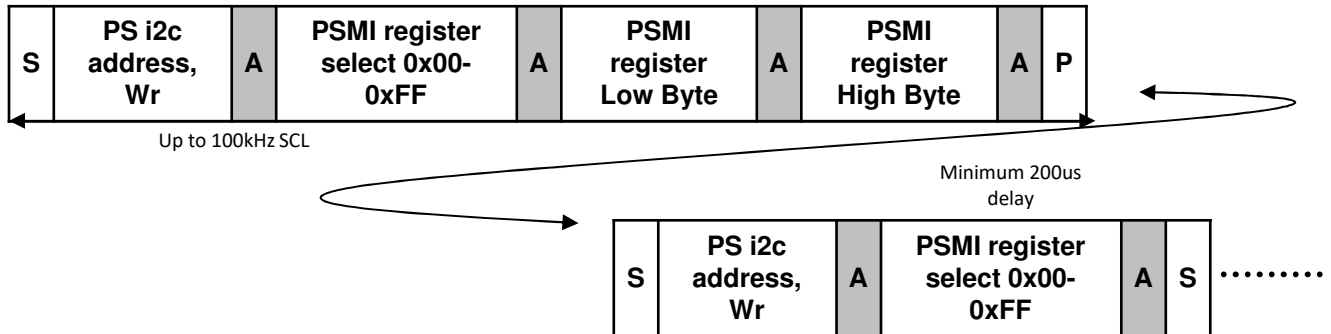 S
PS i2c
address,
Wr
A
PSMI register
select 0x00-
0xFF
A
PSMI
register
Low Byte
A
PSMI
register
High Byte
A
P
Up to 100kHz SCL
Minimum 200us
delay
S
PS i2c
address,
Wr
A
PSMI register
select 0x00-
0xFF
A
S
.........